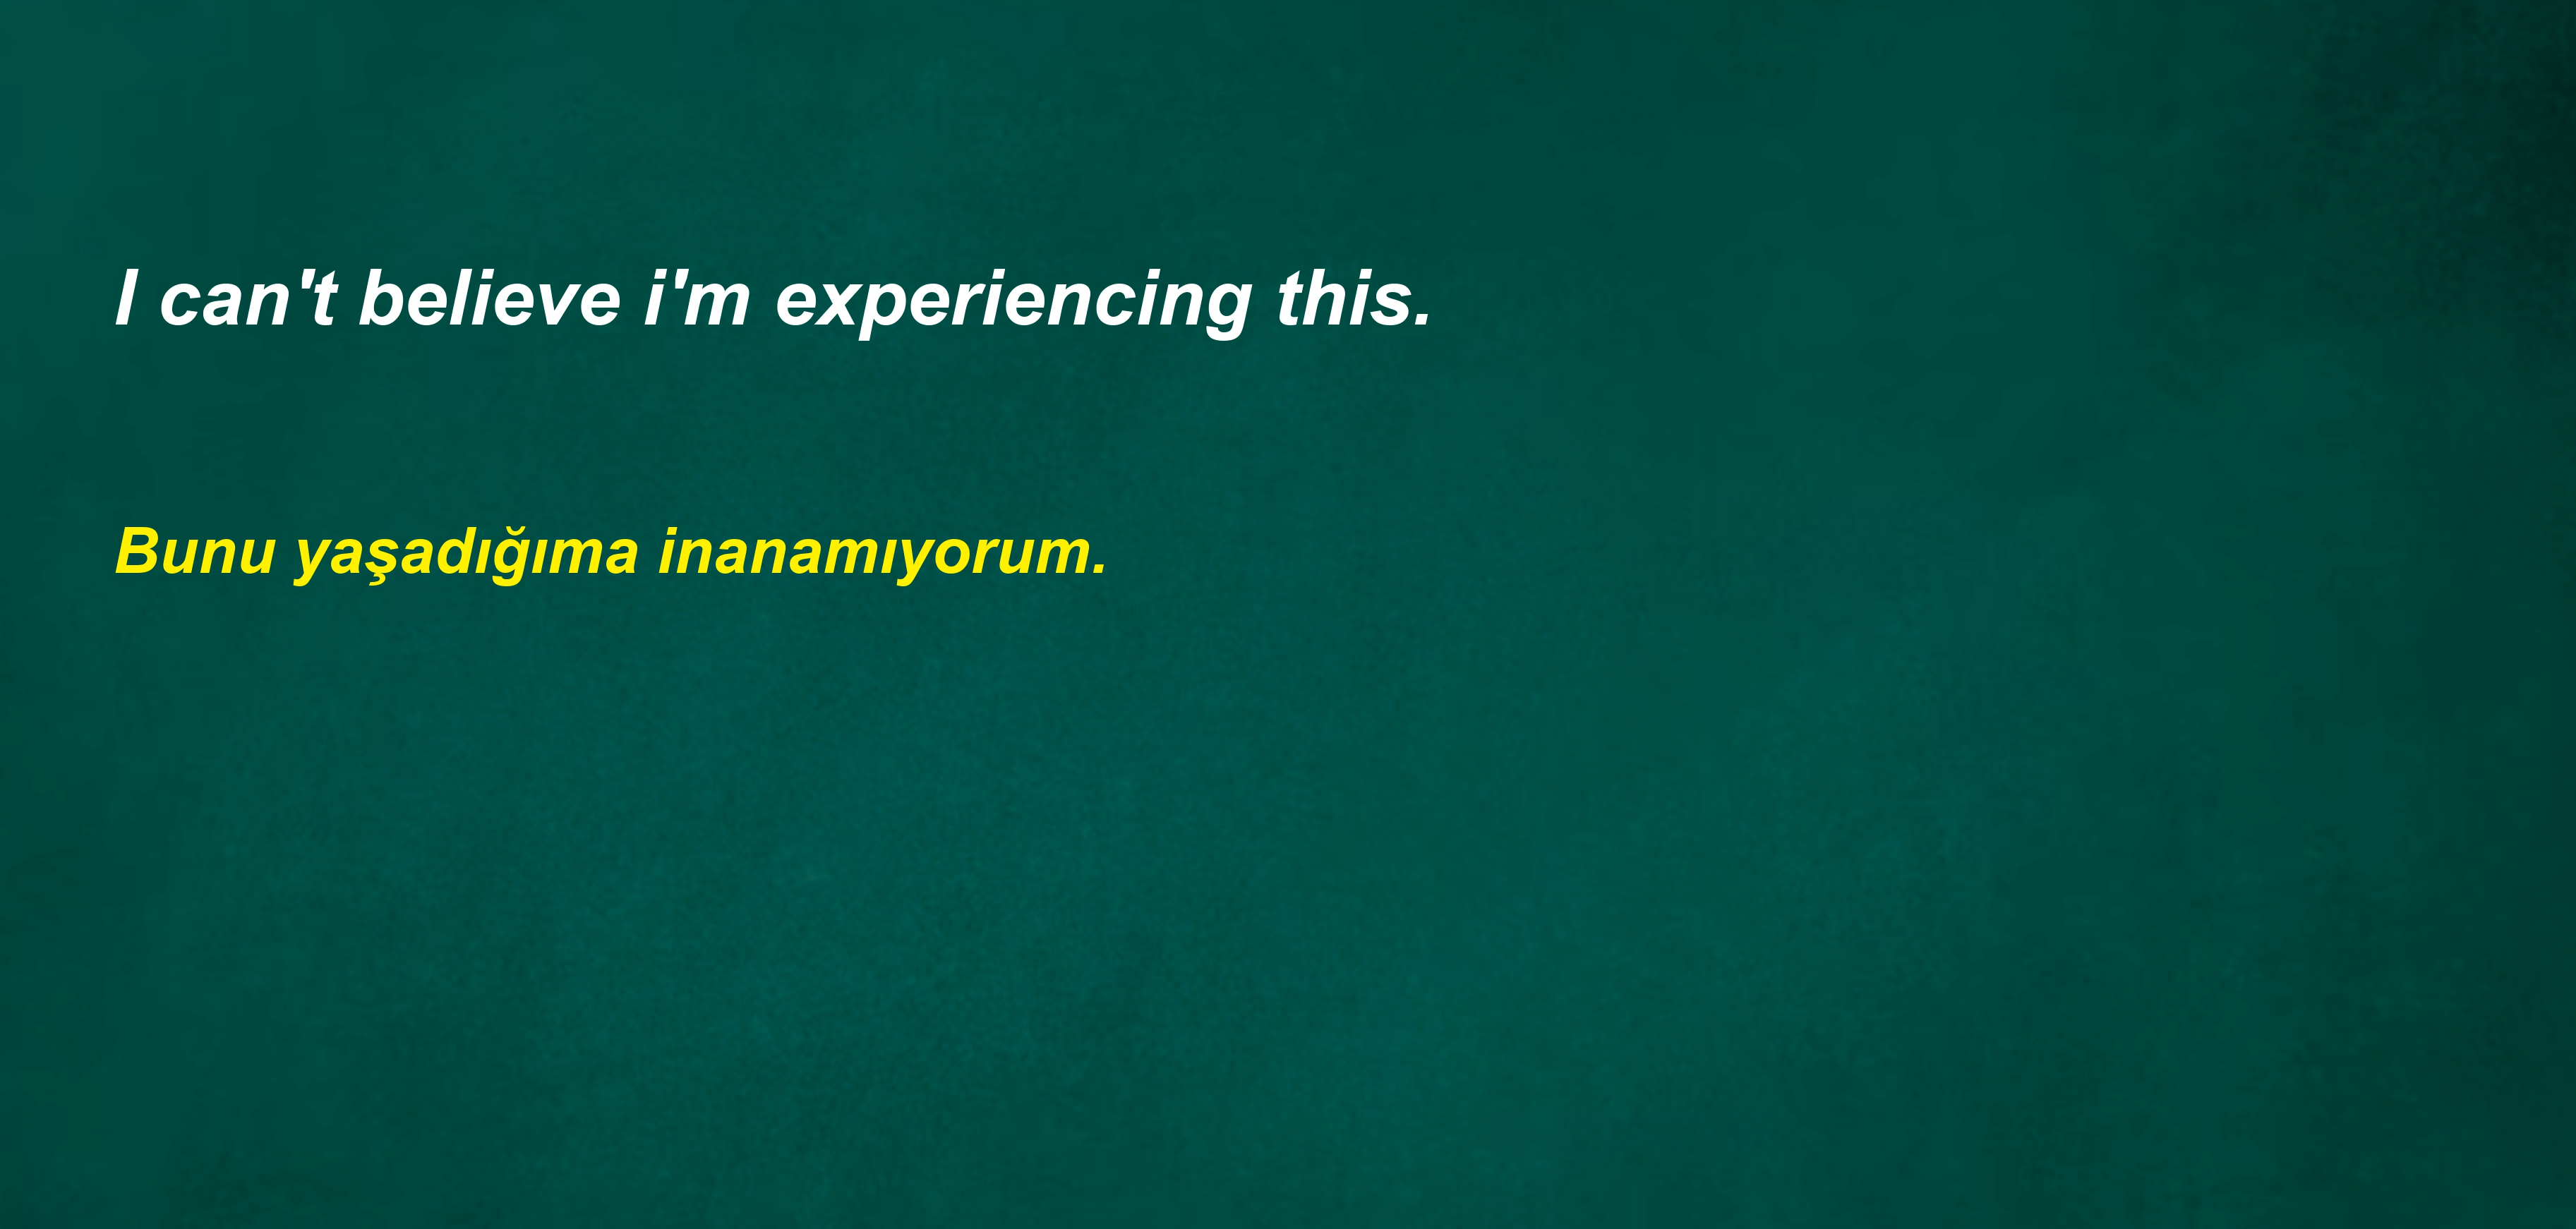 I can't believe i'm experiencing this.
Bunu yaşadığıma inanamıyorum.